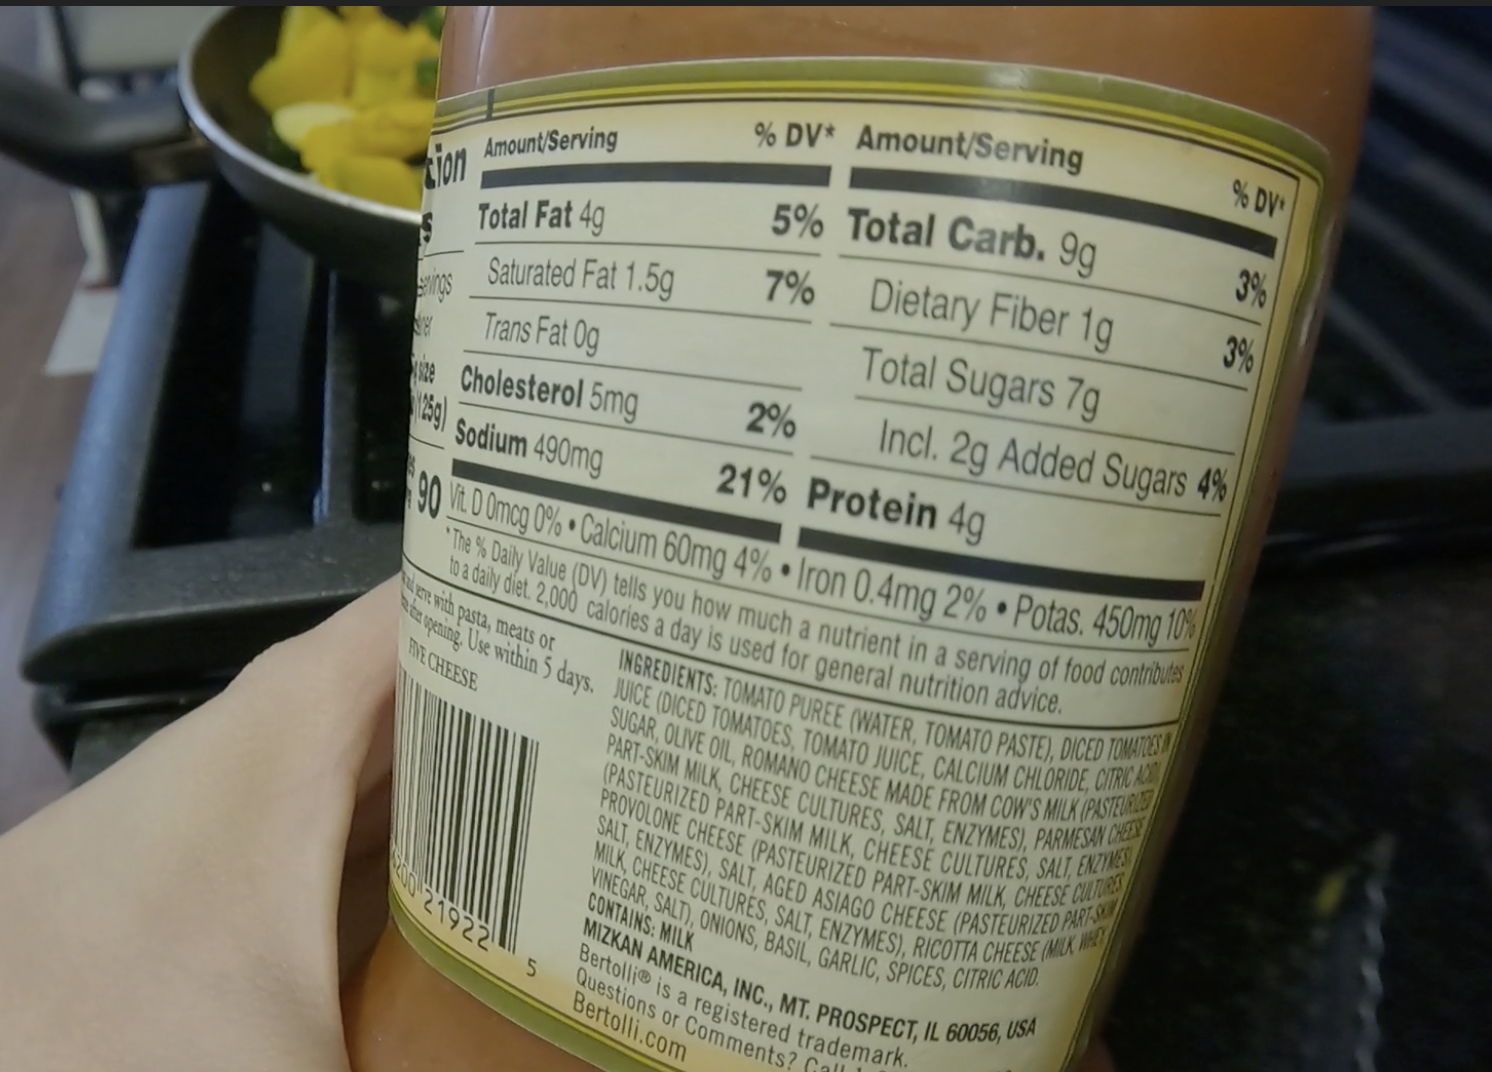 Amount/Serving % DV* Amount/Serving % DV*
Total Fat 4g 5% Total Carb. 9g 3%
Saturated Fat 1.5g 7% Dietary Fiber 1g 3%
Trans Fat 0g Total Sugars 7g
Cholesterol 5mg 2% Incl. 2g Added Sugars 4%
Sodium 490mg 21% Protein 4g
(125g)
90
Vit. D 0mcg 0% • Calcium 60mg 4% • Iron 0.4mg 2% • Potas. 450mg 10%
*The % Daily Value (DV) tells you how much a nutrient in a serving of food contributes
to a daily diet. 2,000 calories a day is used for general nutrition advice.
serve with pasta, meats or
after opening. Use within 5 days.
FIVE CHEESE
21922 5
INGREDIENTS: TOMATO PUREE (WATER, TOMATO PASTE), DICED TOMATOES IN
JUICE (DICED TOMATOES, TOMATO JUICE, CALCIUM CHLORIDE, CITRIC ACID),
SUGAR, OLIVE OIL, ROMANO CHEESE MADE FROM COW'S MILK (PASTEURIZED
PART-SKIM MILK, CHEESE CULTURES, SALT, ENZYMES), PARMESAN CHEESE
(PASTEURIZED PART-SKIM MILK, CHEESE CULTURES, SALT, ENZYMES),
PROVOLONE CHEESE (PASTEURIZED PART-SKIM MILK, CHEESE CULTURES,
SALT, ENZYMES), SALT, AGED ASIAGO CHEESE (PASTEURIZED PART-SKIM
MILK, CHEESE CULTURES, SALT, ENZYMES), RICOTTA CHEESE (MILK, WHEY,
VINEGAR, SALT), ONIONS, BASIL, GARLIC, SPICES, CITRIC ACID.
CONTAINS: MILK
MIZKAN AMERICA, INC., MT. PROSPECT, IL 60056, USA
Bertolli® is a registered trademark.
Questions or Comments? Call
Bertolli.com